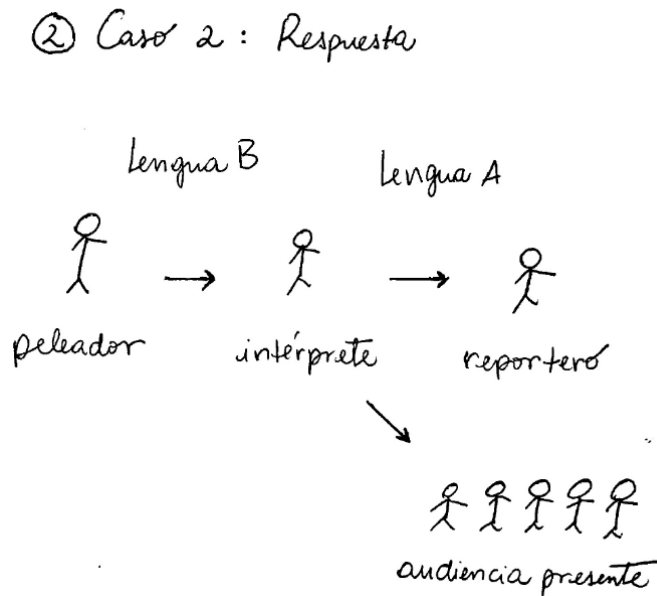 ② Caso 2 : Respuesta
Lengua B
Lengua A
peleador
intérprete
reportero
audiencia presente